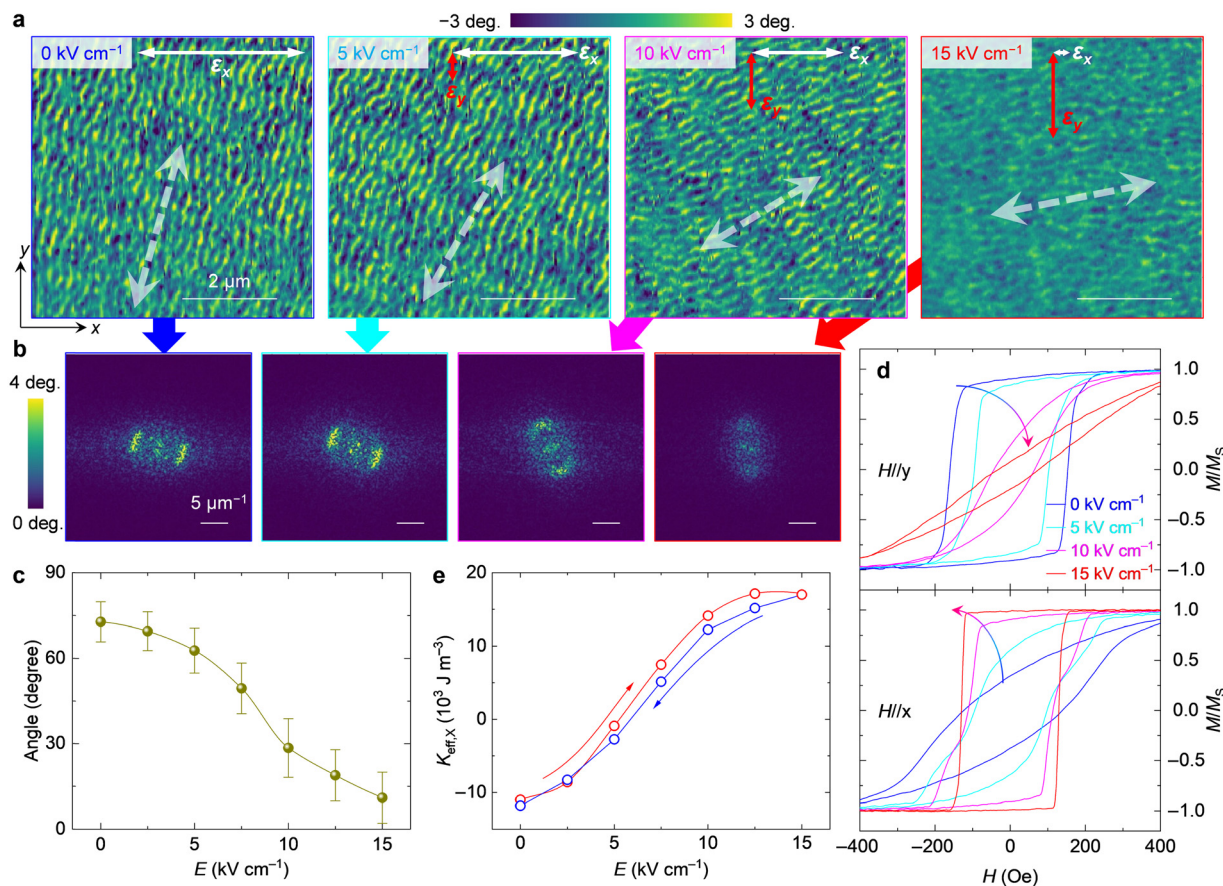 a
−3 deg.
3 deg.
0 kV cm⁻¹
εₓ
5 kV cm⁻¹
εₓ
εy
10 kV cm⁻¹
εₓ
εy
15 kV cm⁻¹
εₓ
εy
y
x
2 μm
b
4 deg.
0 deg.
5 μm⁻¹
c
Angle (degree)
90
60
30
0
0
5
10
15
E (kV cm⁻¹)
e
K_eff,X (10³ J m⁻³)
20
10
0
−10
0
5
10
15
E (kV cm⁻¹)
d
H//y
1.0
0.5
0.0
−0.5
−1.0
M/M_S
0 kV cm⁻¹
5 kV cm⁻¹
10 kV cm⁻¹
15 kV cm⁻¹
H//x
1.0
0.5
0.0
−0.5
−1.0
M/M_S
−400
−200
0
200
400
H (Oe)